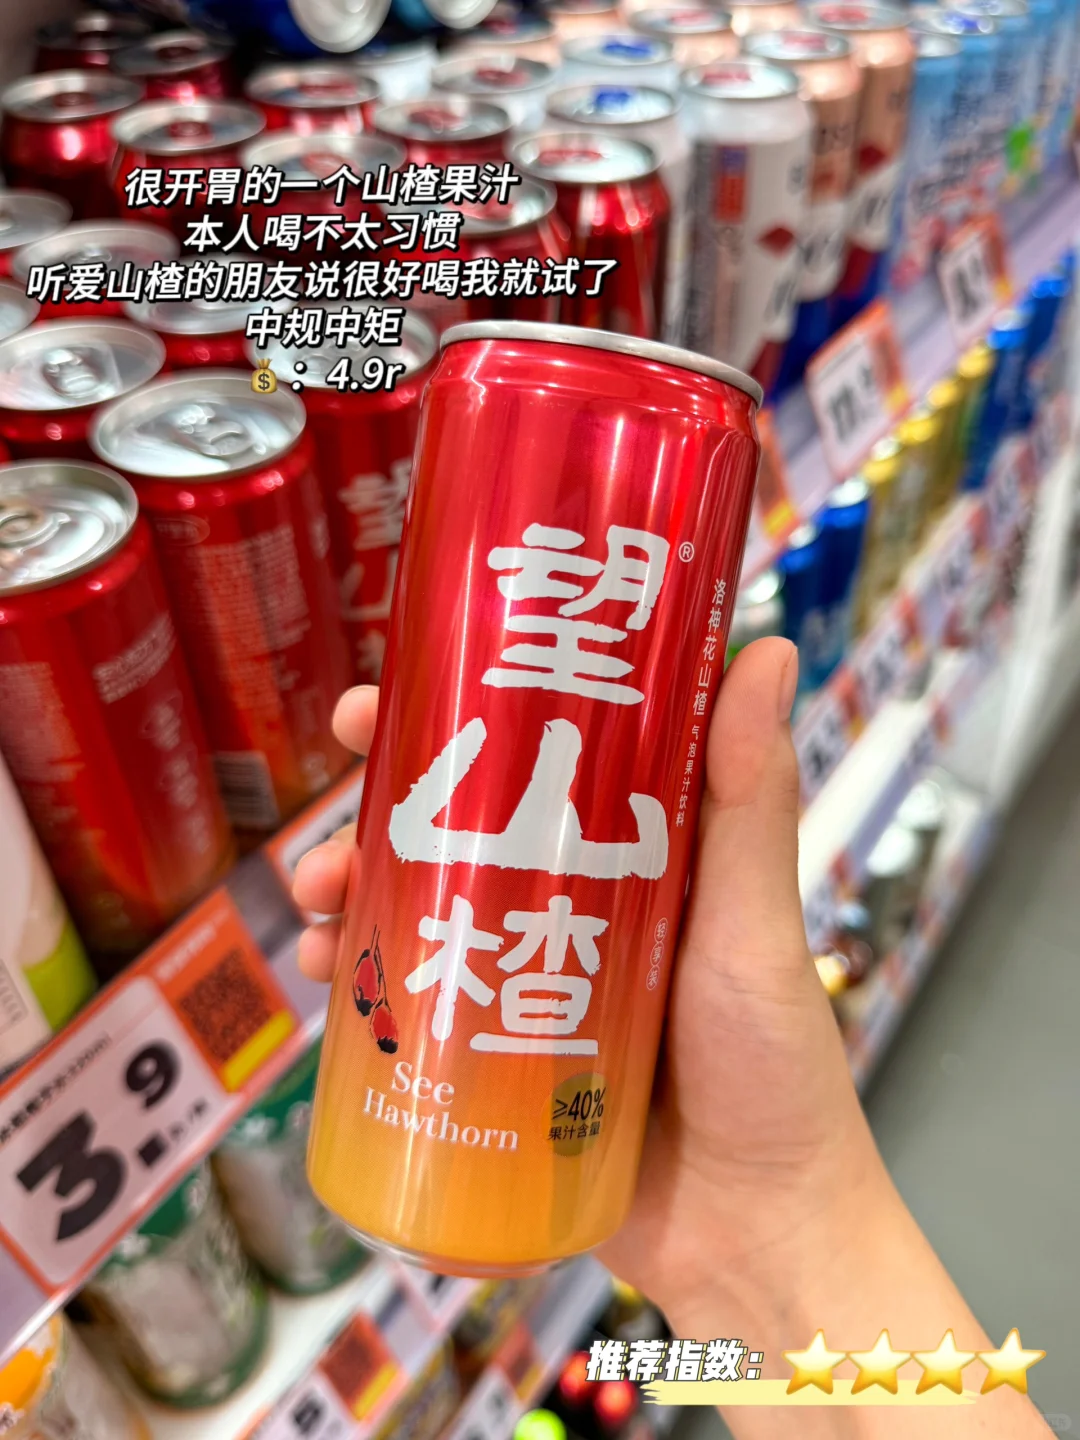 很开胃的一个山楂果汁
本人喝不太习惯
听爱山楂的朋友说很好喝我就试了
中规中矩
💰：4.9r
望®
山
楂
洛神花山楂 气泡果汁饮料
轻享装
See
Hawthorn
≥40%
果汁含量
3.9
推荐指数：⭐⭐⭐⭐